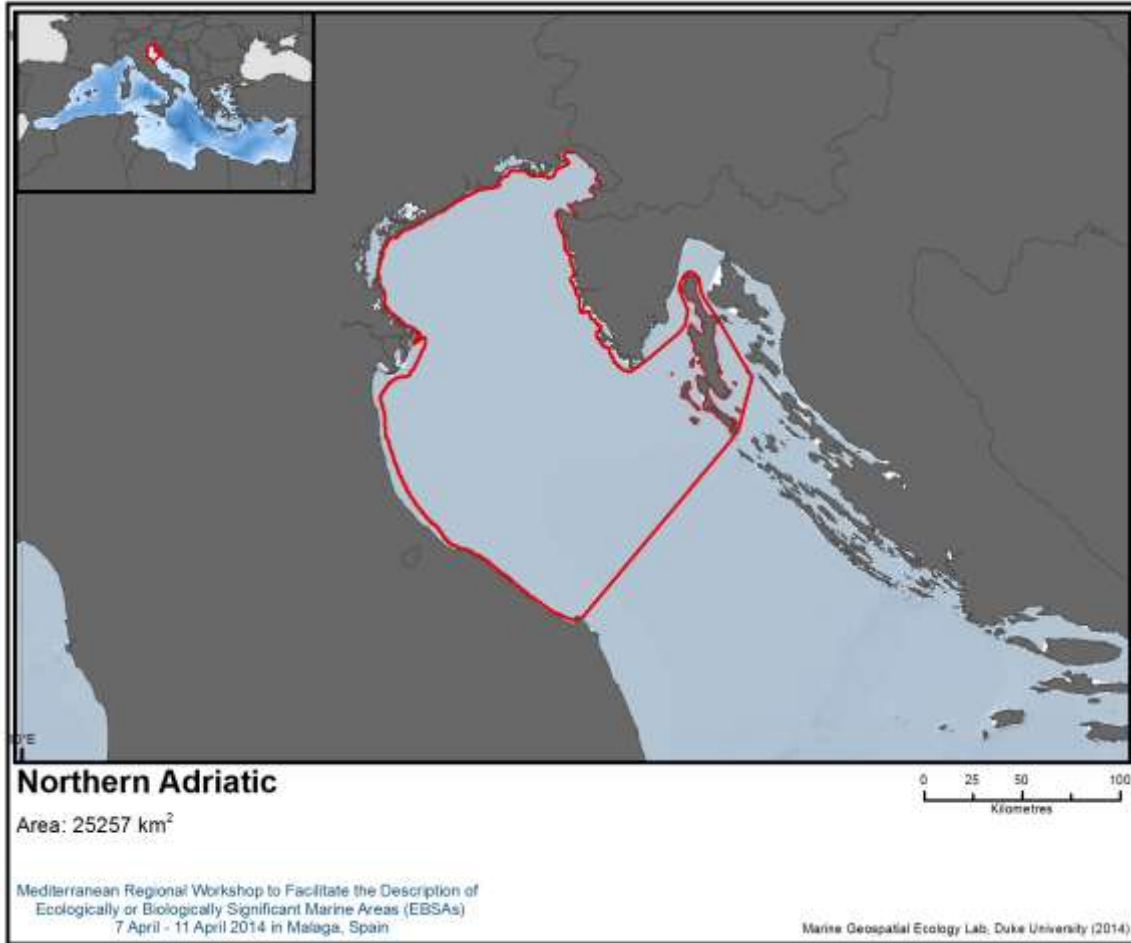 0°E
Northern Adriatic
0 25 50 100
Kilometres
Area: 25257 km²
Mediterranean Regional Workshop to Facilitate the Description of
Ecologically or Biologically Significant Marine Areas (EBSAs)
7 April - 11 April 2014 in Malaga, Spain
Marine Geospatial Ecology Lab, Duke University (2014)